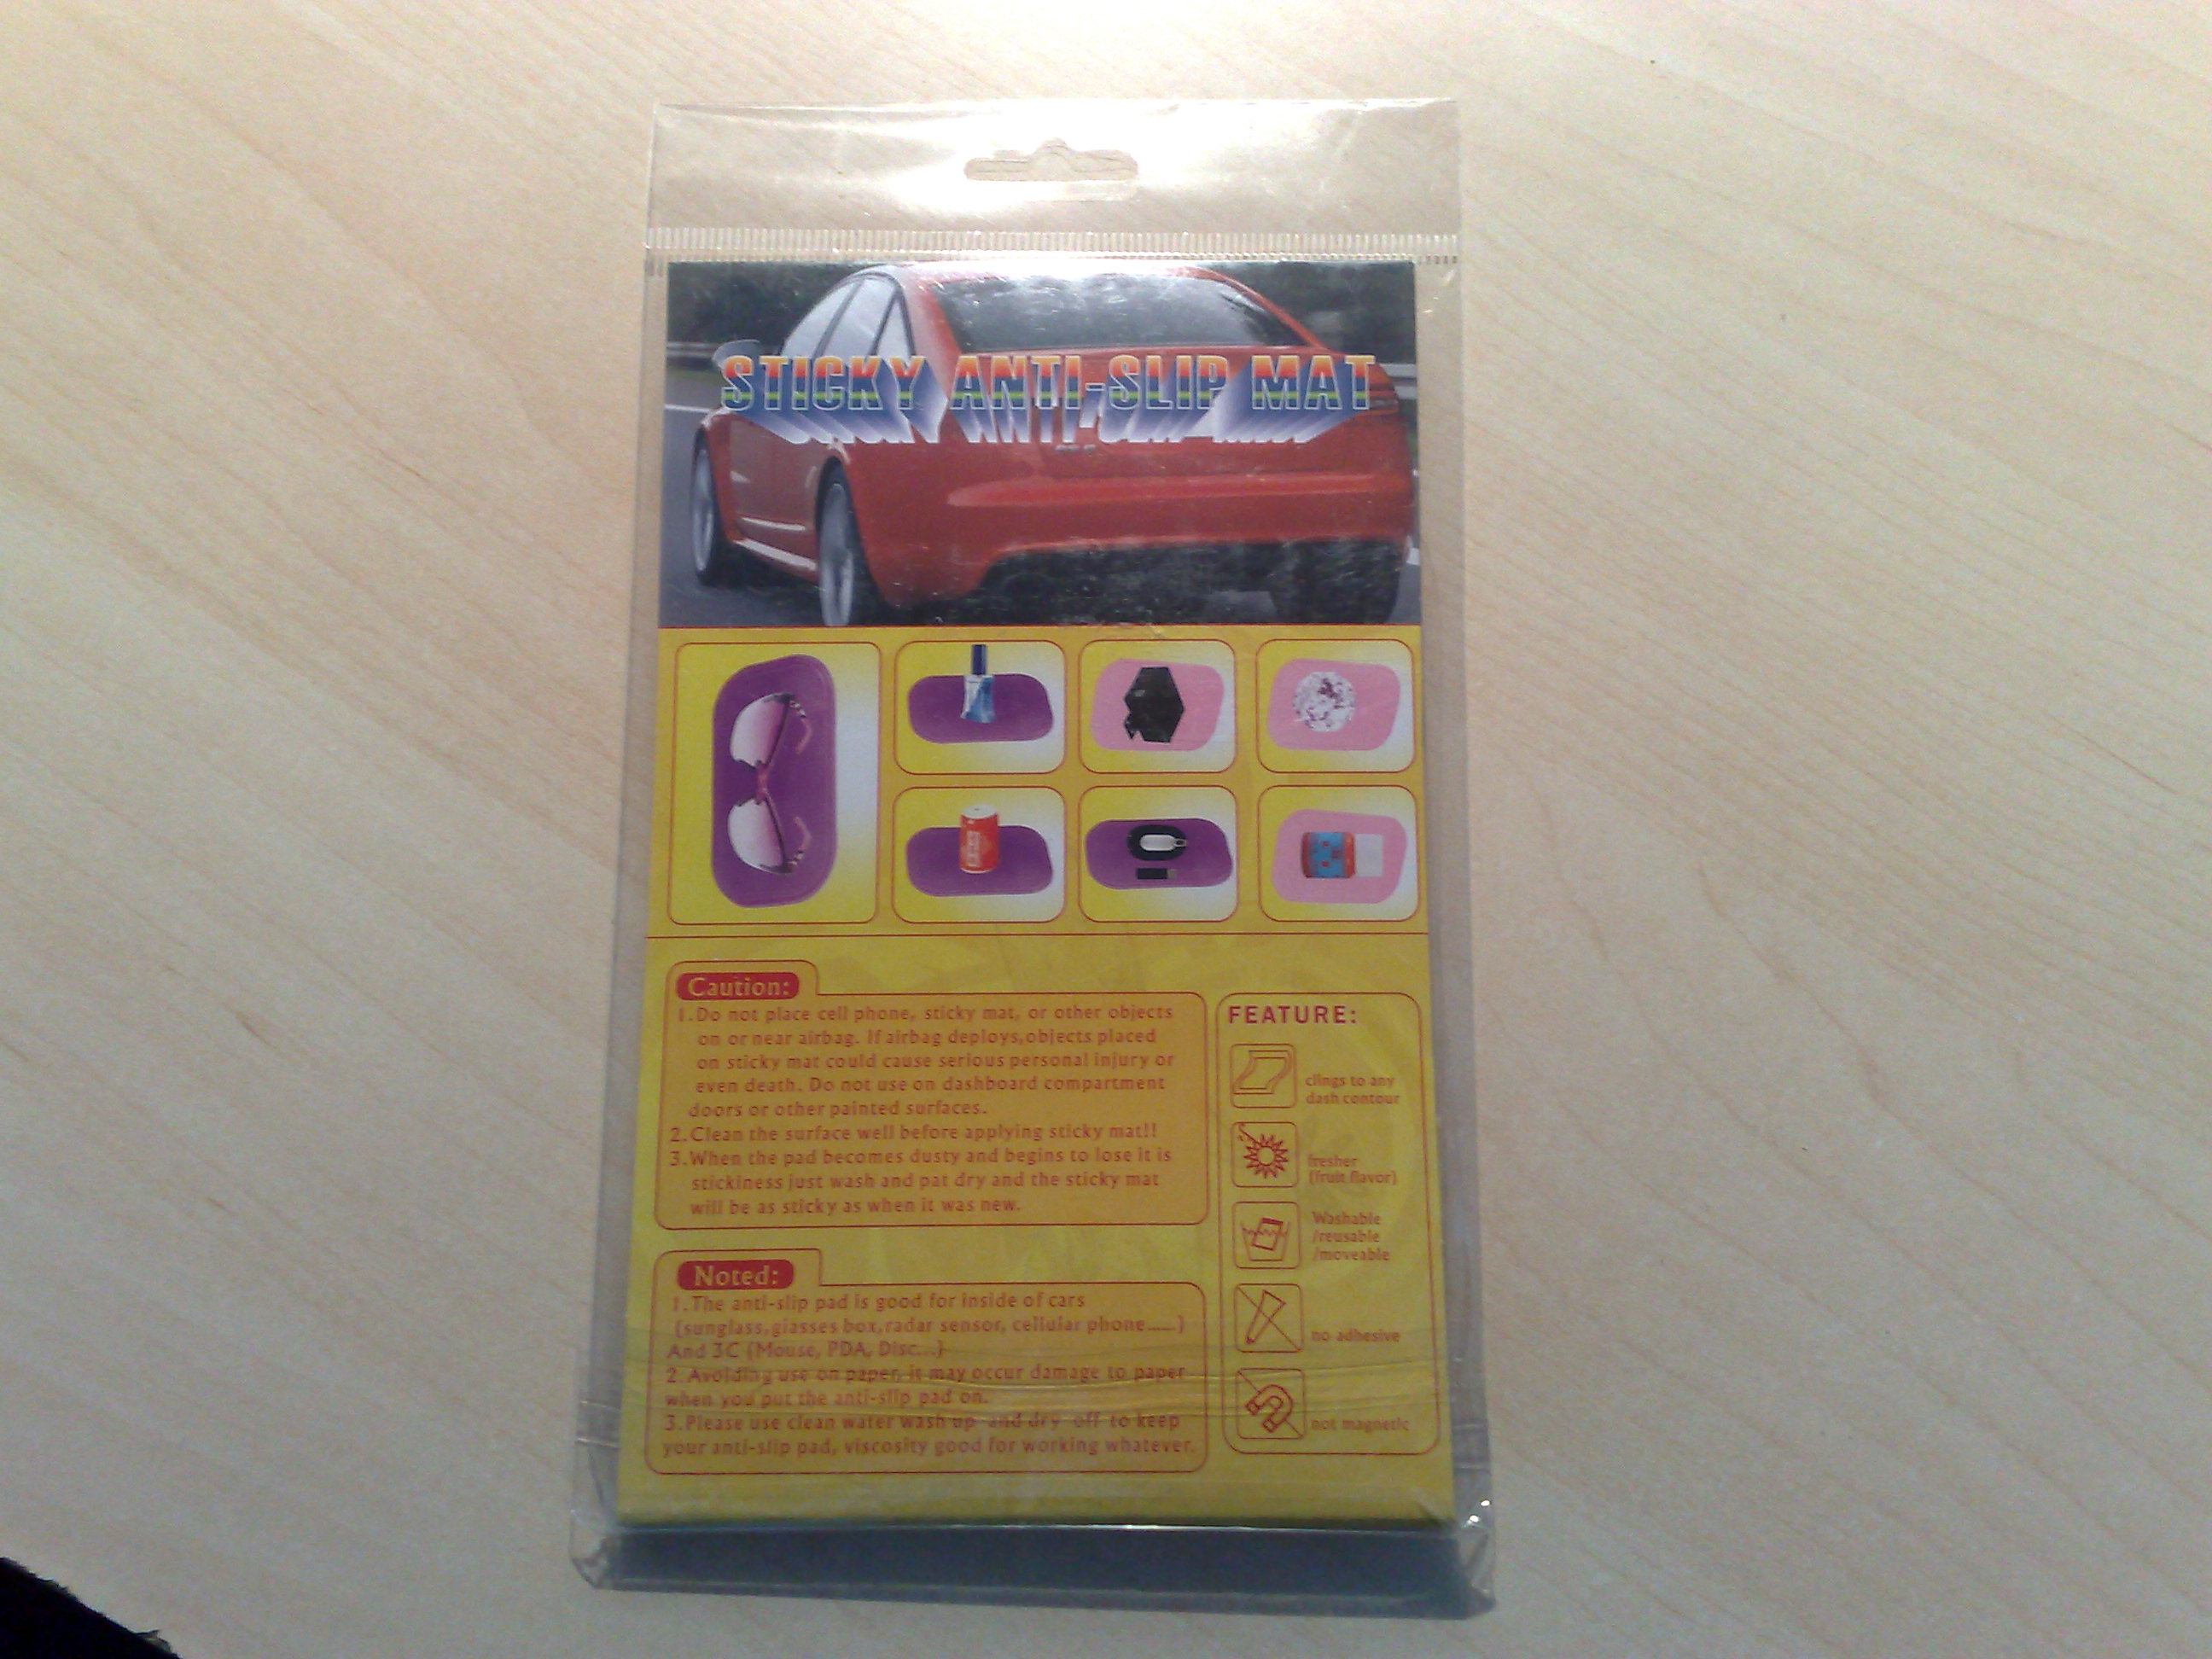 STICKY ANTI-SLIP MAT
Caution:
1.Do not place cell phone, sticky mat, or other objects
on or near airbag. If airbag deploys,objects placed
on sticky mat could cause serious personal injury or
even death. Do not use on dashboard compartment
doors or other painted surfaces.
2.Clean the surface well before applying sticky mat!!
3.When the pad becomes dusty and begins to lose it is
stickiness just wash and pat dry and the sticky mat
will be as sticky as when it was new.
Noted:
1.The anti-slip pad is good for inside of cars
(sunglass,glasses box,radar sensor, cellular phone......)
And 3C (Mouse, PDA, Disc...)
2.Avoiding use on paper, it may occur damage to paper
when you put the anti-slip pad on.
3.Please use clean water wash up and dry off to keep
your anti-slip pad, viscosity good for working whatever.
FEATURE:
clings to any
dash contour
fresher
(fruit flavor)
Washable
/reusable
/moveable
no adhesive
not magnetic